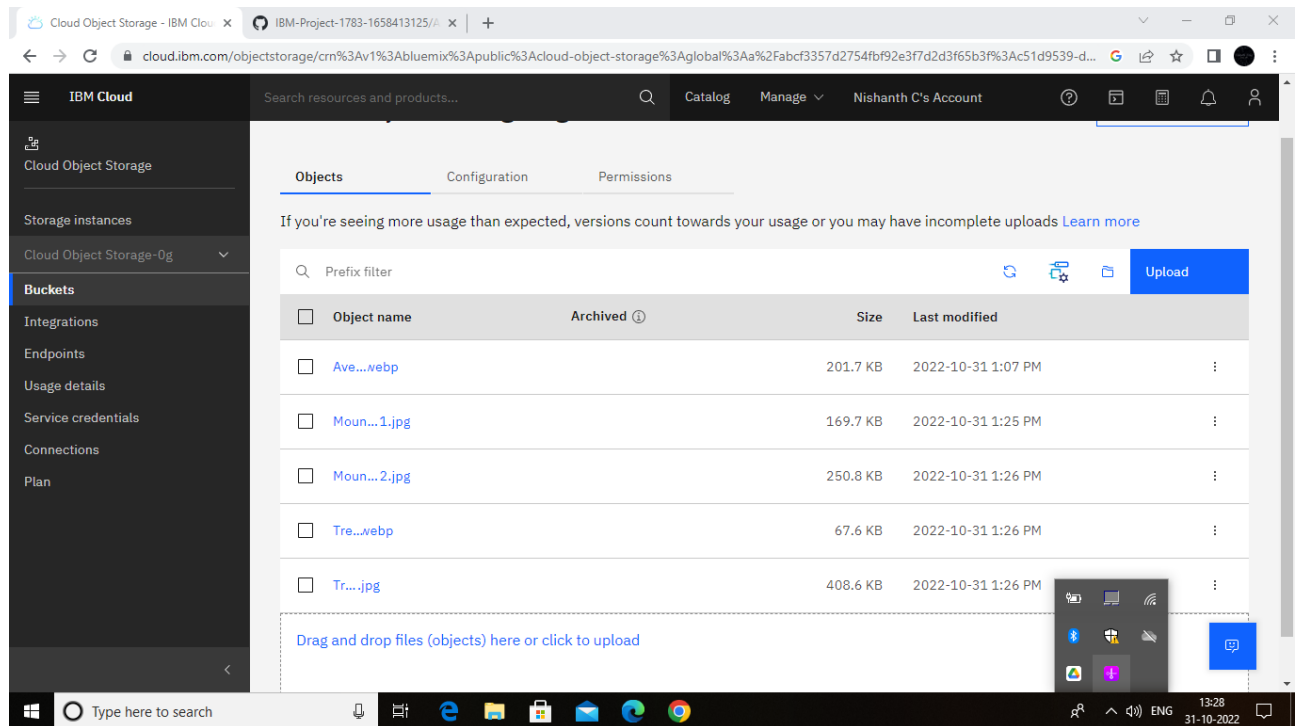 Cloud Object Storage - IBM Clou
IBM-Project-1783-1658413125/A
cloud.ibm.com/objectstorage/crn%3Av1%3Abluemix%3Apublic%3Acloud-object-storage%3Aglobal%3Aa%2Fabcf3357d2754fbf92e3f7d2d3f65b3f%3Ac51d9539-d...
IBM Cloud
Search resources and products...
Catalog
Manage
Nishanth C's Account
Cloud Object Storage
Storage instances
Cloud Object Storage-0g
Buckets
Integrations
Endpoints
Usage details
Service credentials
Connections
Plan
Objects
Configuration
Permissions
If you're seeing more usage than expected, versions count towards your usage or you may have incomplete uploads Learn more
Prefix filter
Upload
Object name Archived Size Last modified
Ave...webp 201.7 KB 2022-10-31 1:07 PM
Moun...1.jpg 169.7 KB 2022-10-31 1:25 PM
Moun...2.jpg 250.8 KB 2022-10-31 1:26 PM
Tre...webp 67.6 KB 2022-10-31 1:26 PM
Tr....jpg 408.6 KB 2022-10-31 1:26 PM
Drag and drop files (objects) here or click to upload
Type here to search
ENG
13:28
31-10-2022